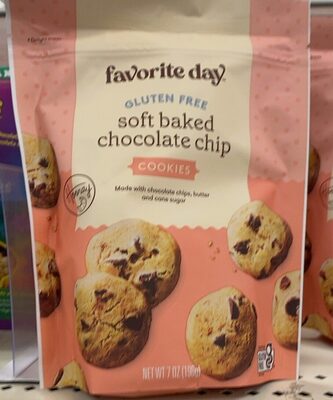 favorite day
GLUTEN FREE
soft baked
chocolate chip
COOKIES
Hooray
Made with chocolate chips, butter
and cane sugar
NET WT 7 OZ (198g)